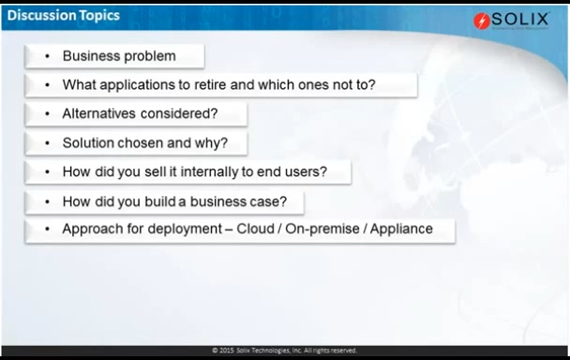 Discussion Topics
SOLIX
• Business problem
• What applications to retire and which ones not to?
• Alternatives considered?
• Solution chosen and why?
• How did you sell it internally to end users?
• How did you build a business case?
• Approach for deployment – Cloud / On-premise / Appliance
© 2015 Solix Technologies, Inc. All rights reserved.